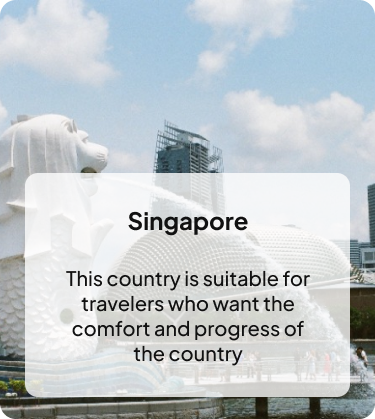 Singapore
This country is suitable for
travelers who want the
comfort and progress of
the country